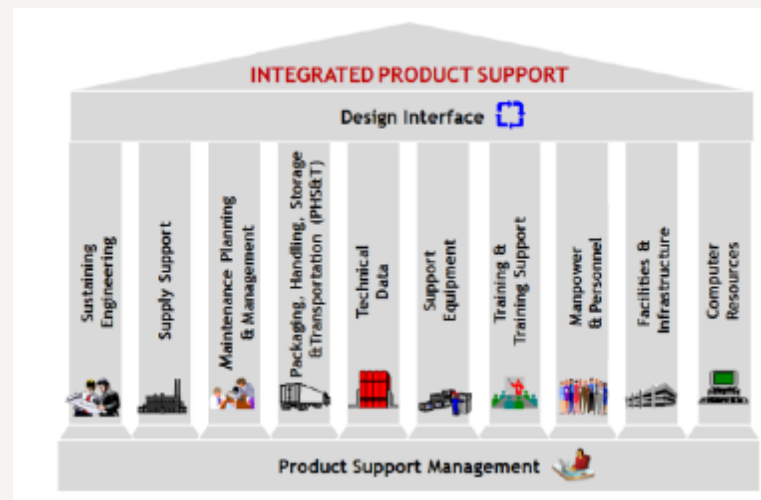 INTEGRATED PRODUCT SUPPORT
Design Interface
Sustaining
Engineering
Supply Support
Maintenance Planning
& Management
Packaging, Handling, Storage
&Transportation (PHS&T)
Technical
Data
Support
Equipment
Training &
Training Support
Manpower
& Personnel
Facilities &
Infrastructure
Computer
Resources
Product Support Management